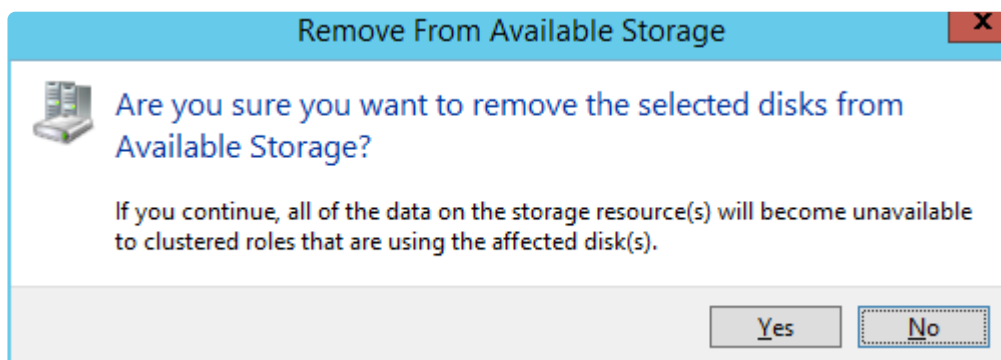 Remove From Available Storage
x
Are you sure you want to remove the selected disks from
Available Storage?
If you continue, all of the data on the storage resource(s) will become unavailable
to clustered roles that are using the affected disk(s).
Yes No